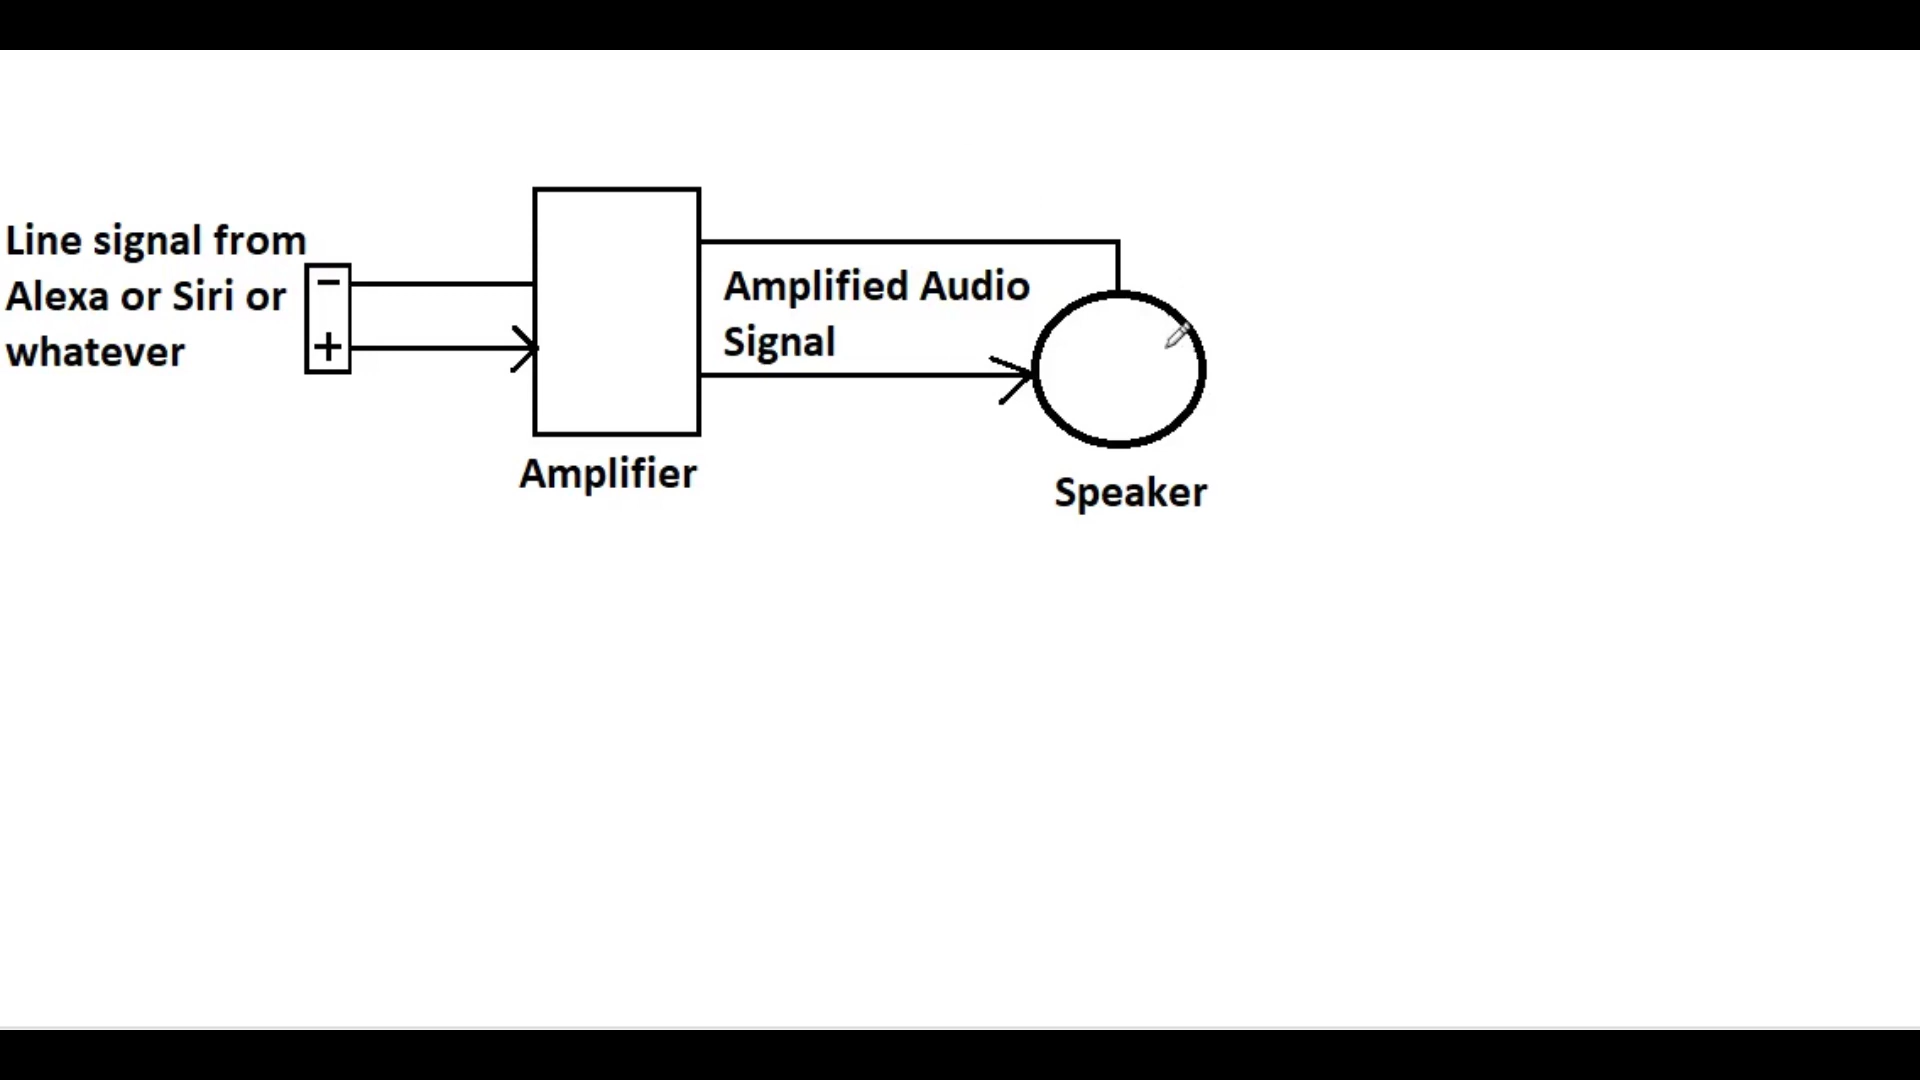 Line signal from
Alexa or Siri or
whatever
−
+
Amplified Audio
Signal
Amplifier
Speaker